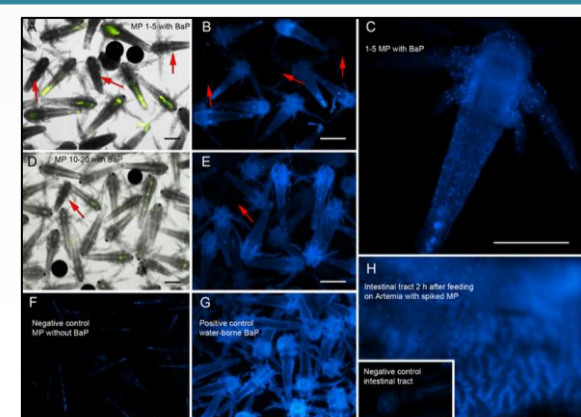 A
MP 1-5 with BaP
B
C
1-5 MP with BaP
D
MP 10-20 with BaP
E
F
Negative control
MP without BaP
G
Positive control
water-borne BaP
H
Intestinal tract 2 h after feeding
on Artemia with spiked MP
Negative control
intestinal tract